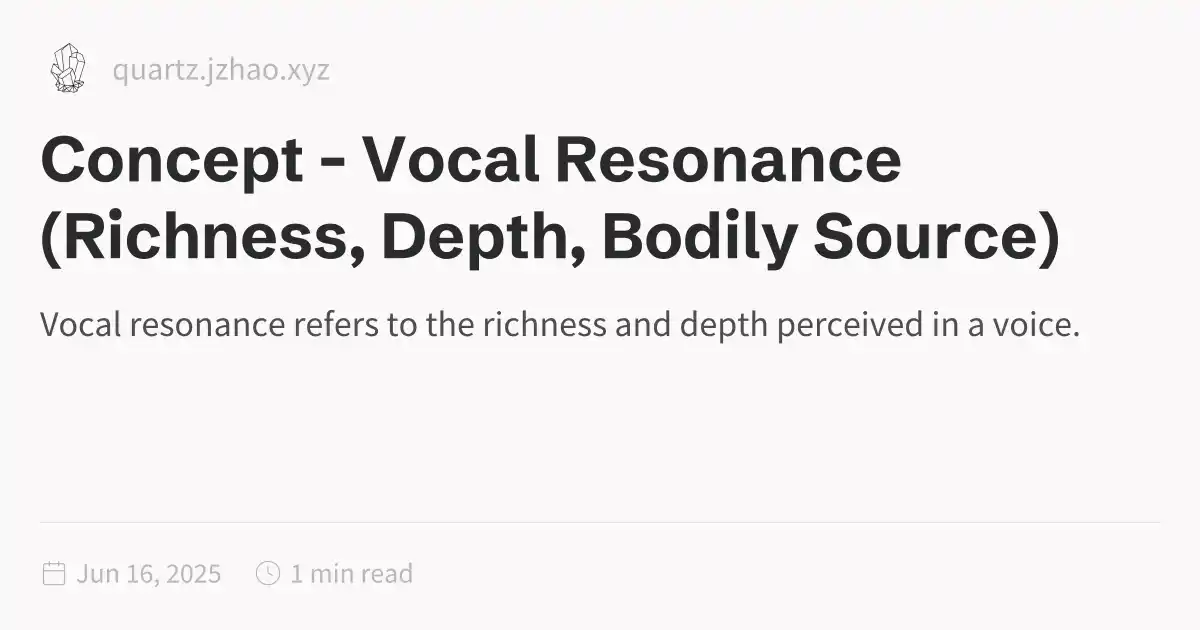 quartz.jzhao.xyz
Concept - Vocal Resonance
(Richness, Depth, Bodily Source)
Vocal resonance refers to the richness and depth perceived in a voice.
Jun 16, 2025 1 min read